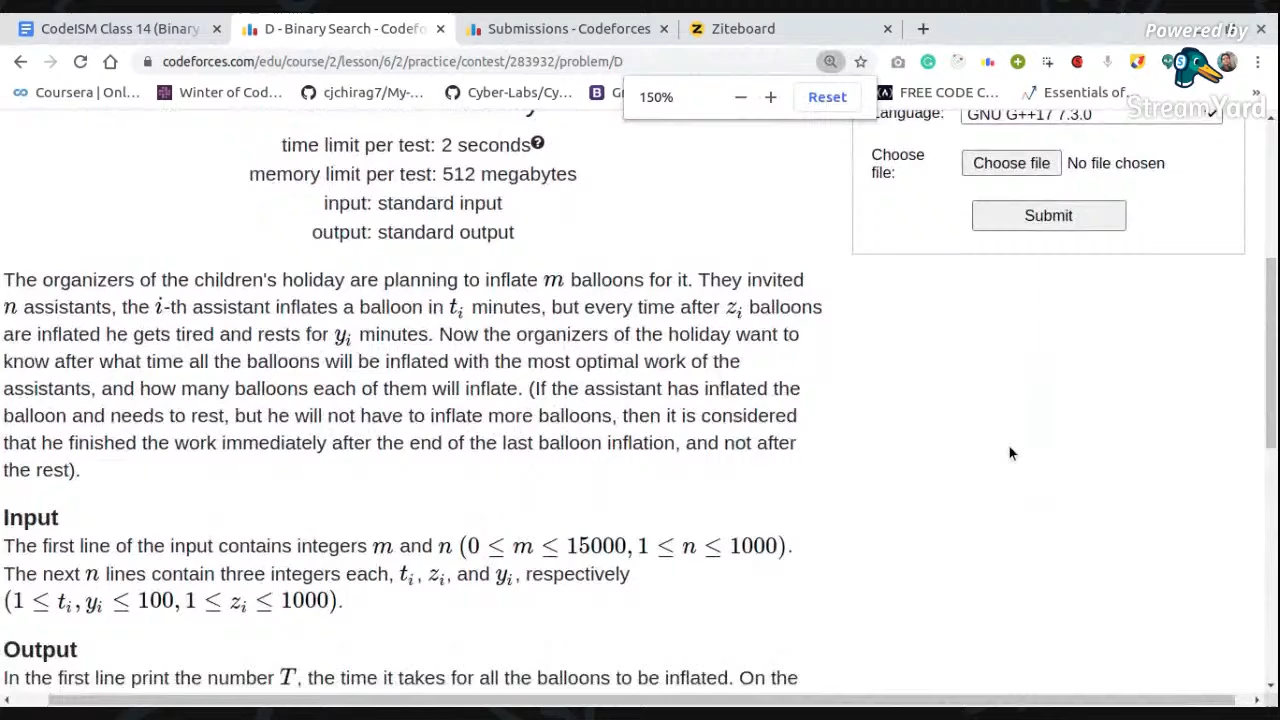 CodeISM Class 14 (Binary
D - Binary Search - Codefo
Submissions - Codeforces
Ziteboard
Powered by
codeforces.com/edu/course/2/lesson/6/2/practice/contest/283932/problem/D
Coursera | Onl...
Winter of Cod...
cjchirag7/My-...
Cyber-Labs/Cy...
150%
Reset
FREE CODE C...
Essentials of...
StreamYard
Language:
GNU G++17 7.3.0
time limit per test: 2 seconds
memory limit per test: 512 megabytes
input: standard input
output: standard output
Choose
file:
Choose file
No file chosen
Submit
The organizers of the children's holiday are planning to inflate m balloons for it. They invited
n assistants, the i-th assistant inflates a balloon in tᵢ minutes, but every time after zᵢ balloons
are inflated he gets tired and rests for yᵢ minutes. Now the organizers of the holiday want to
know after what time all the balloons will be inflated with the most optimal work of the
assistants, and how many balloons each of them will inflate. (If the assistant has inflated the
balloon and needs to rest, but he will not have to inflate more balloons, then it is considered
that he finished the work immediately after the end of the last balloon inflation, and not after
the rest).
Input
The first line of the input contains integers m and n (0 ≤ m ≤ 15000, 1 ≤ n ≤ 1000).
The next n lines contain three integers each, tᵢ, zᵢ, and yᵢ, respectively
(1 ≤ tᵢ, yᵢ ≤ 100, 1 ≤ zᵢ ≤ 1000).
Output
In the first line print the number T, the time it takes for all the balloons to be inflated. On the